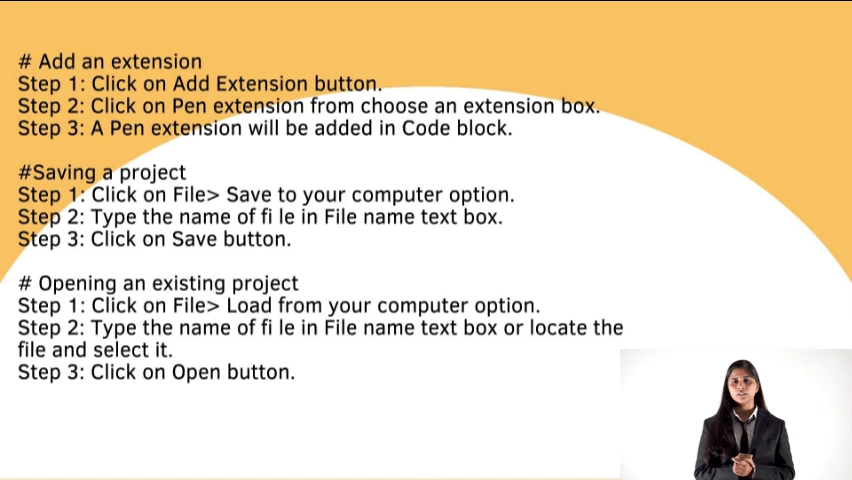 # Add an extension
Step 1: Click on Add Extension button.
Step 2: Click on Pen extension from choose an extension box.
Step 3: A Pen extension will be added in Code block.
#Saving a project
Step 1: Click on File> Save to your computer option.
Step 2: Type the name of fi le in File name text box.
Step 3: Click on Save button.
# Opening an existing project
Step 1: Click on File> Load from your computer option.
Step 2: Type the name of fi le in File name text box or locate the
file and select it.
Step 3: Click on Open button.